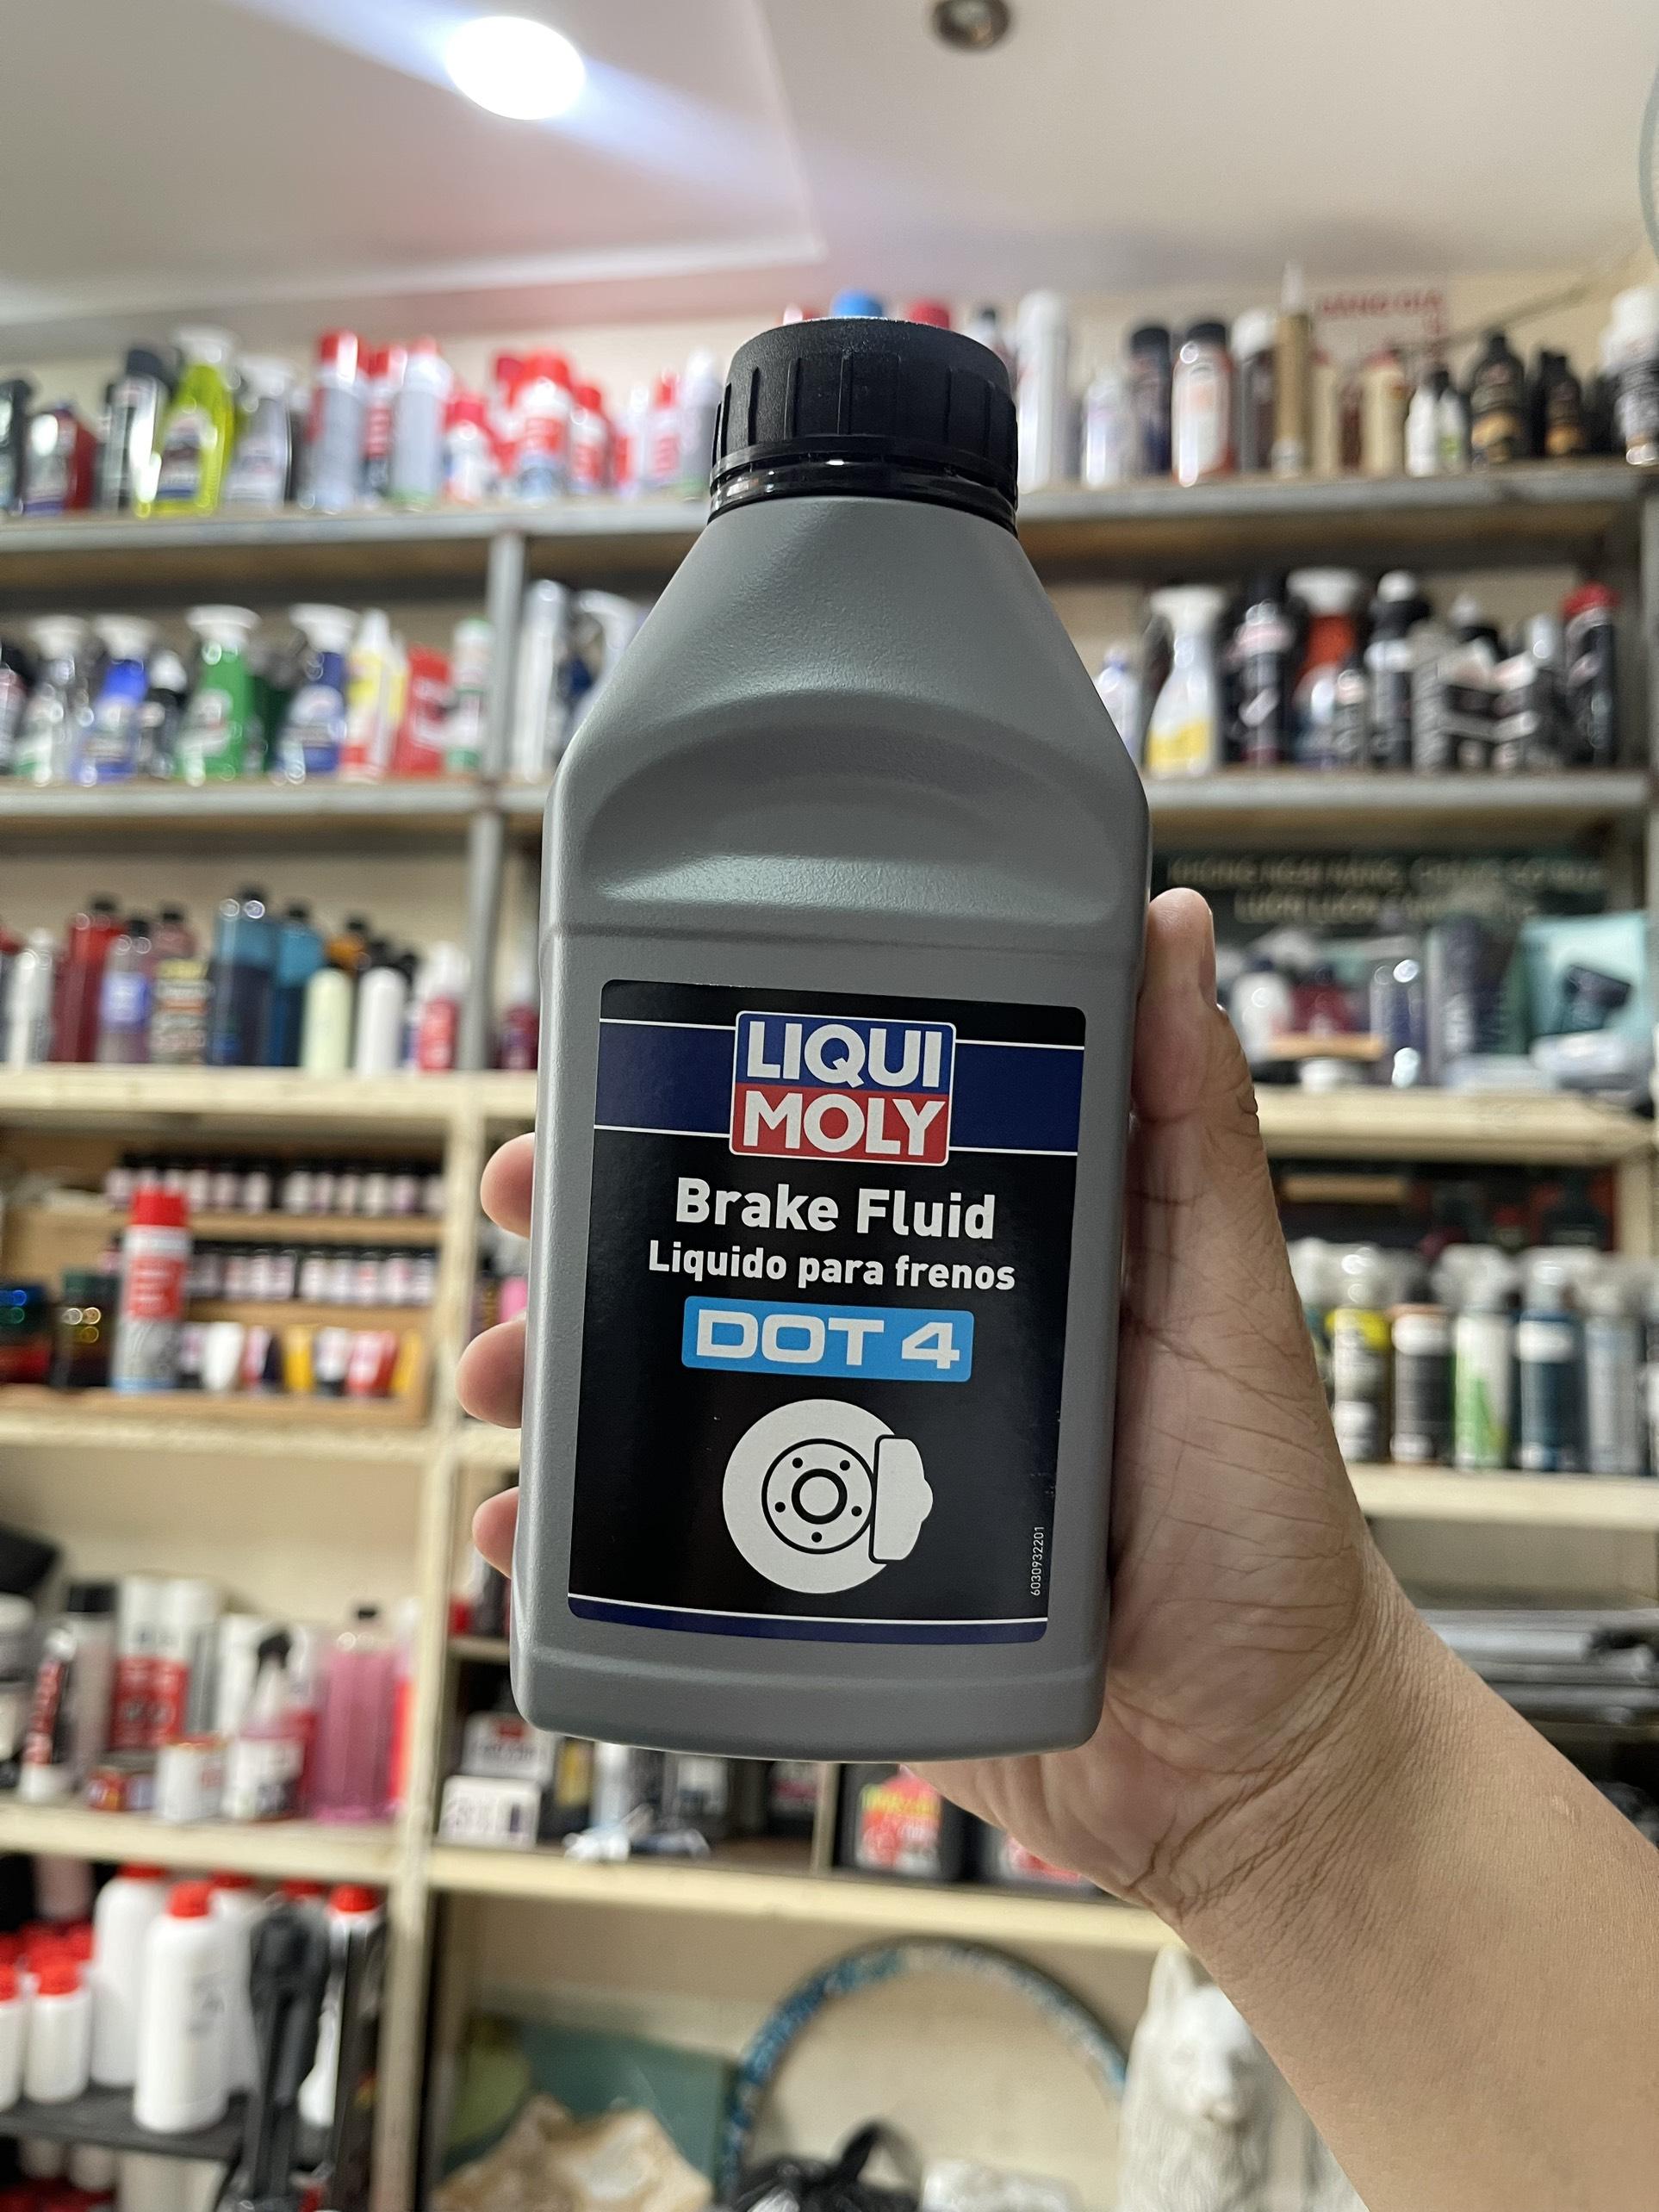 LIQUI
MOLY
Brake Fluid
Liquido para frenos
DOT 4
6030932201